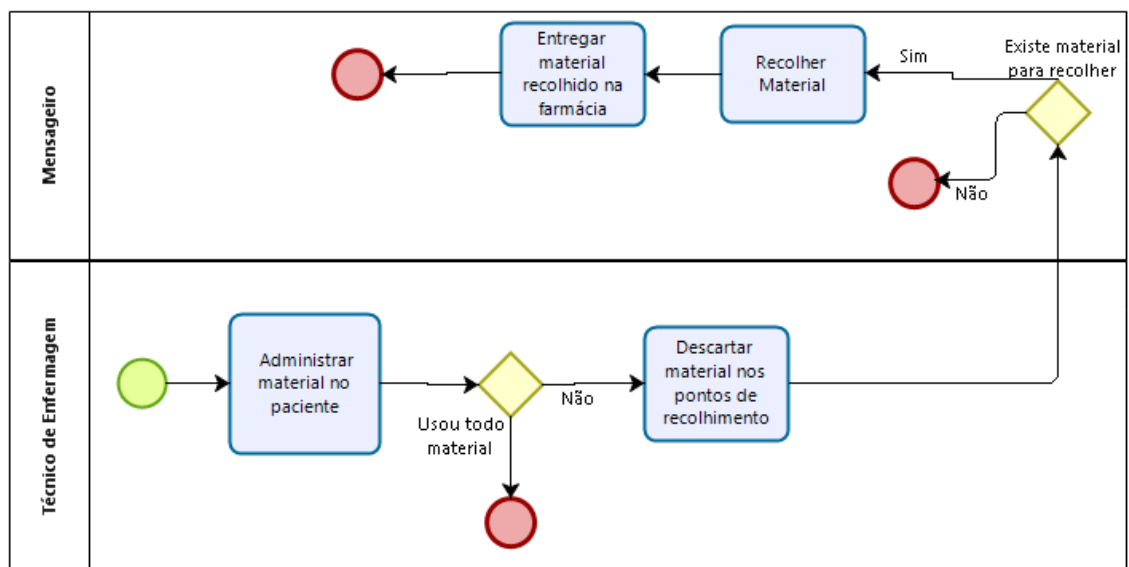 Mensageiro
Entregar
material
recolhido na
farmácia
Recolher
Material
Sim
Existe material
para recolher
Não
Técnico de Enfermagem
Administrar
material no
paciente
Usou todo
material
Não
Descartar
material nos
pontos de
recolhimento